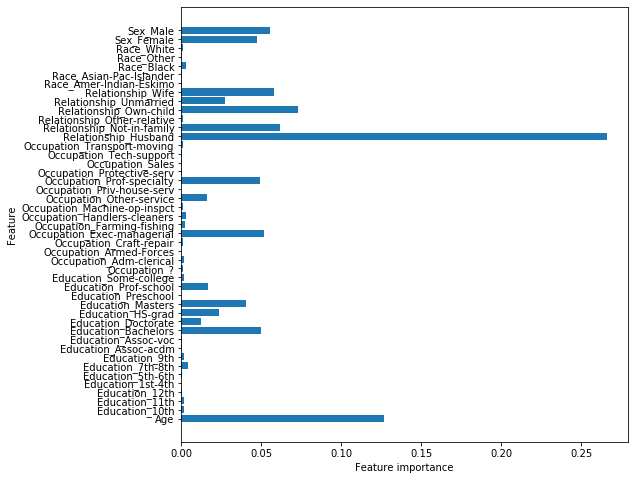 Sex_Male
Sex_Female
Race_White
Race_Other
Race_Black
Race_Asian-Pac-Islander
Race_Amer-Indian-Eskimo
Relationship_Wife
Relationship_Unmarried
Relationship_Own-child
Relationship_Other-relative
Relationship_Not-in-family
Relationship_Husband
Occupation_Transport-moving
Occupation_Tech-support
Occupation_Sales
Occupation_Protective-serv
Occupation_Prof-specialty
Occupation_Priv-house-serv
Occupation_Other-service
Occupation_Machine-op-inspct
Occupation_Handlers-cleaners
Occupation_Farming-fishing
Occupation_Exec-managerial
Occupation_Craft-repair
Occupation_Armed-Forces
Occupation_Adm-clerical
Occupation_?
Education_Some-college
Education_Prof-school
Education_Preschool
Education_Masters
Education_HS-grad
Education_Doctorate
Education_Bachelors
Education_Assoc-voc
Education_Assoc-acdm
Education_9th
Education_7th-8th
Education_5th-6th
Education_1st-4th
Education_12th
Education_11th
Education_10th
Age
Feature
0.00 0.05 0.10 0.15 0.20 0.25
Feature importance